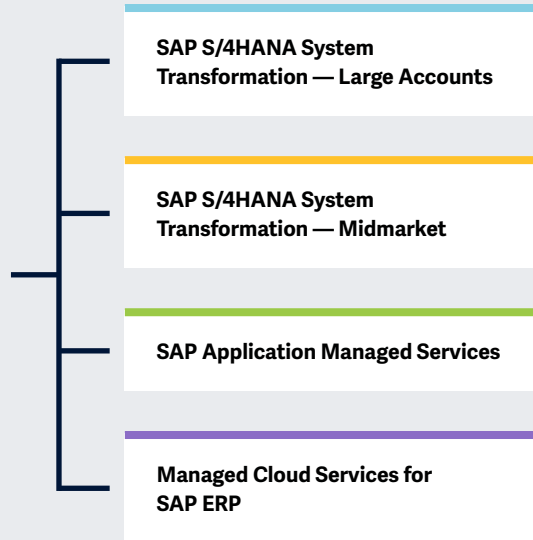 SAP S/4HANA System
Transformation — Large Accounts
SAP S/4HANA System
Transformation — Midmarket
SAP Application Managed Services
Managed Cloud Services for
SAP ERP